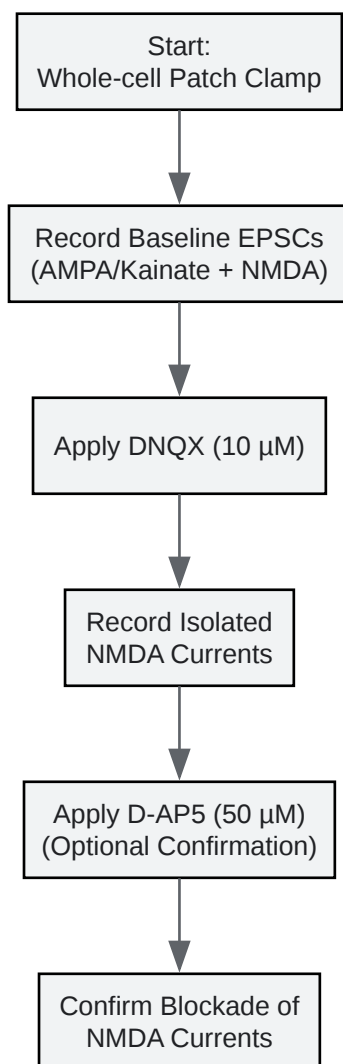 Start:
Whole-cell Patch Clamp
Record Baseline EPSCs
(AMPA/Kainate + NMDA)
Apply DNQX (10 µM)
Record Isolated
NMDA Currents
Apply D-AP5 (50 µM)
(Optional Confirmation)
Confirm Blockade of
NMDA Currents